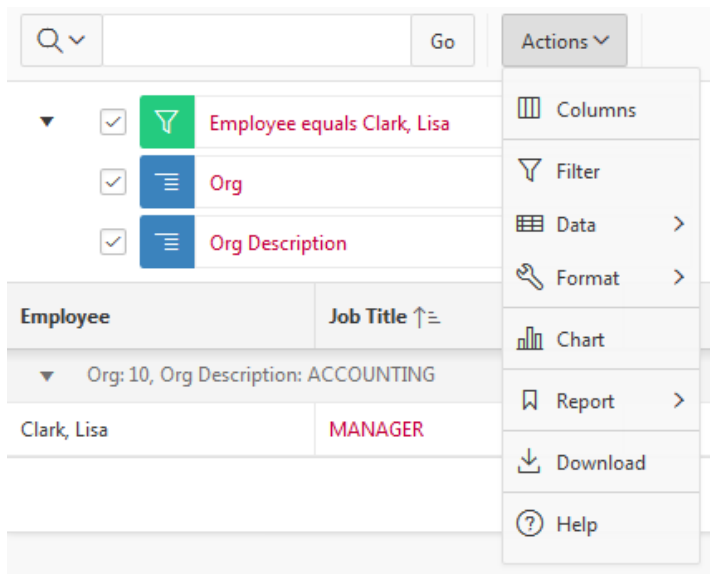 Go
Actions
Columns
Employee equals Clark, Lisa
Filter
Org
Data
Org Description
Format
Employee
Job Title
Chart
Org: 10, Org Description: ACCOUNTING
Report
Clark, Lisa
MANAGER
Download
Help